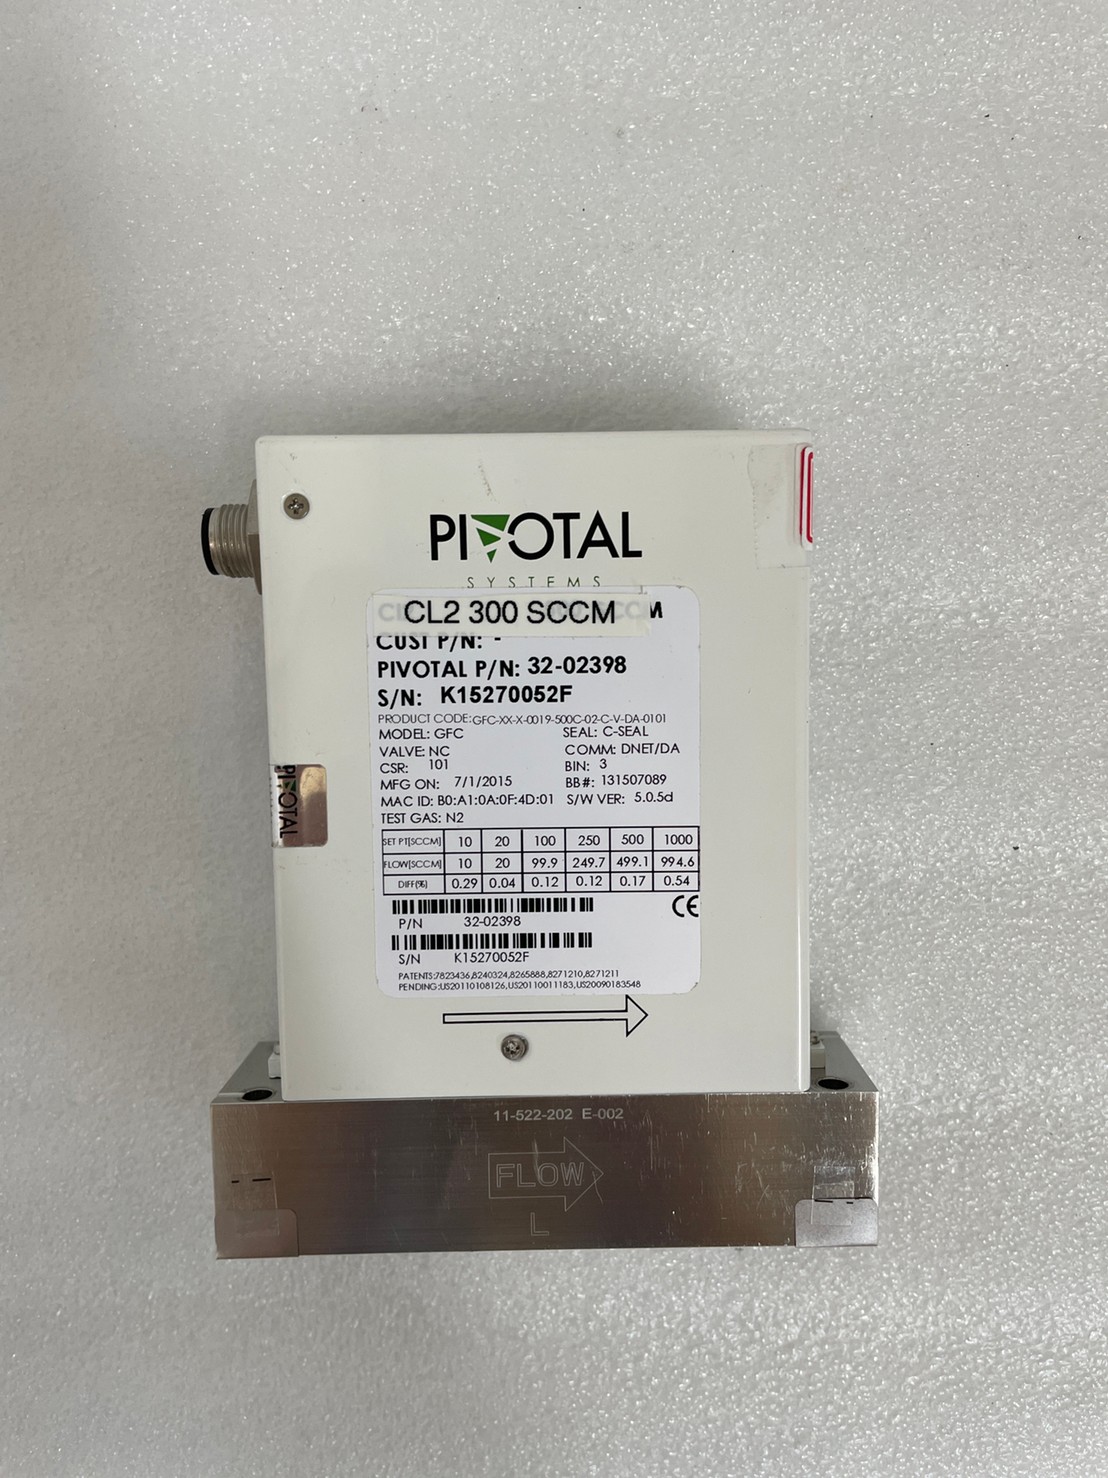 PIVOTAL
SYSTEMS
CL2 300 SCCM
CUST P/N: -
PIVOTAL P/N: 32-02398
S/N: K15270052F
PRODUCT CODE: GFC-XX-X-0019-500C-02-C-V-DA-0101
MODEL: GFC SEAL: C-SEAL
VALVE: NC COMM: DNET/DA
CSR: 101 BIN: 3
MFG ON: 7/1/2015 BB#: 131507089
MAC ID: B0:A1:0A:0F:4D:01 S/W VER: 5.0.5d
TEST GAS: N2
SET PT[SCCM] 10 20 100 250 500 1000
FLOW[SCCM] 10 20 99.9 249.7 499.1 994.6
DIFF(%) 0.29 0.04 0.12 0.12 0.17 0.54
CE
P/N 32-02398
S/N K15270052F
PATENTS:7823436,8240324,8265888,8271210,8271211
PENDING:US20110108126,US20110011183,US20090183548
PIVOTAL
11-522-202 E-002
FLOW
L